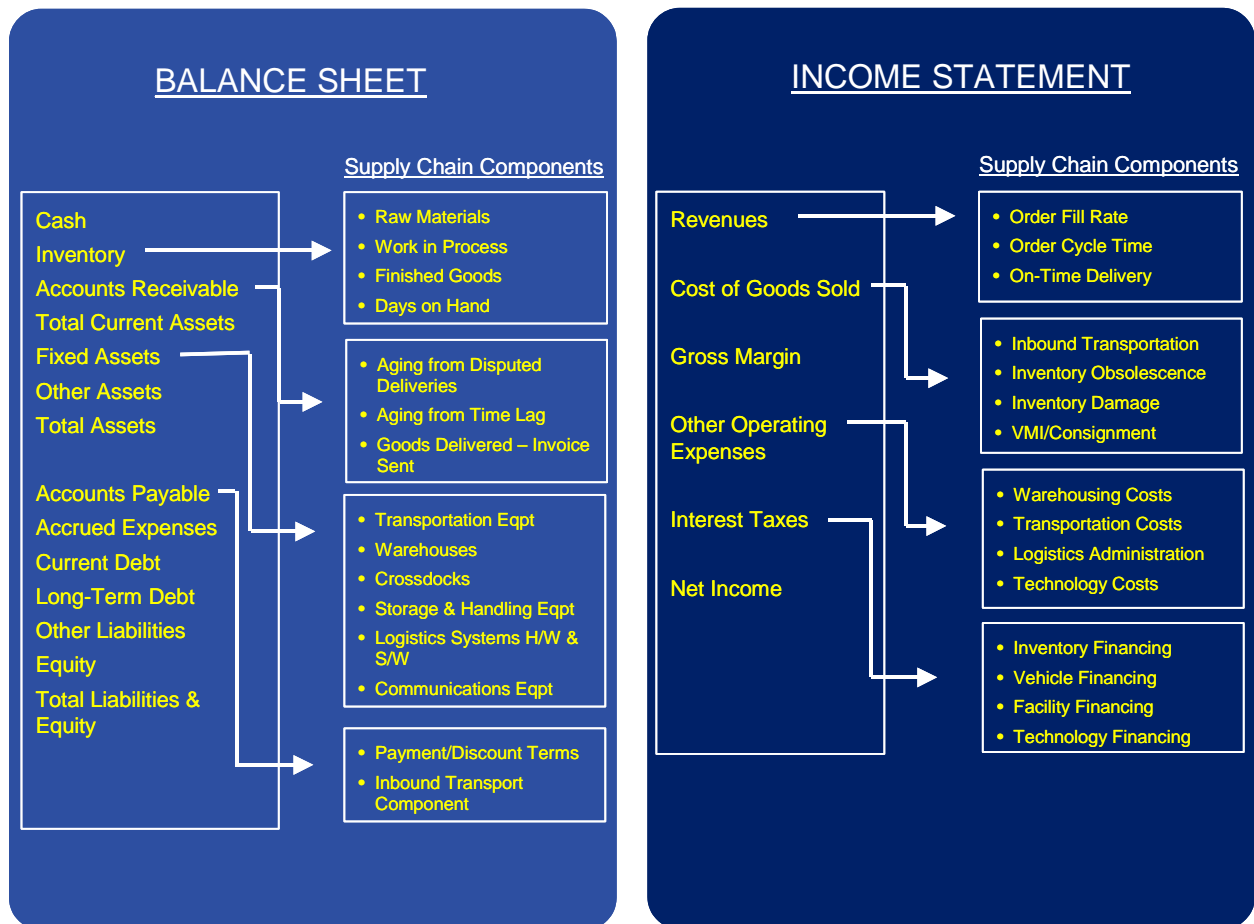 BALANCE SHEET
Supply Chain Components
Cash
Inventory
Accounts Receivable
Total Current Assets
Fixed Assets
Other Assets
Total Assets
Accounts Payable
Accrued Expenses
Current Debt
Long-Term Debt
Other Liabilities
Equity
Total Liabilities &
Equity
• Raw Materials
• Work in Process
• Finished Goods
• Days on Hand
• Aging from Disputed
Deliveries
• Aging from Time Lag
• Goods Delivered – Invoice
Sent
• Transportation Eqpt
• Warehouses
• Crossdocks
• Storage & Handling Eqpt
• Logistics Systems H/W &
S/W
• Communications Eqpt
• Payment/Discount Terms
• Inbound Transport
Component
INCOME STATEMENT
Supply Chain Components
Revenues
Cost of Goods Sold
Gross Margin
Other Operating
Expenses
Interest Taxes
Net Income
• Order Fill Rate
• Order Cycle Time
• On-Time Delivery
• Inbound Transportation
• Inventory Obsolescence
• Inventory Damage
• VMI/Consignment
• Warehousing Costs
• Transportation Costs
• Logistics Administration
• Technology Costs
• Inventory Financing
• Vehicle Financing
• Facility Financing
• Technology Financing